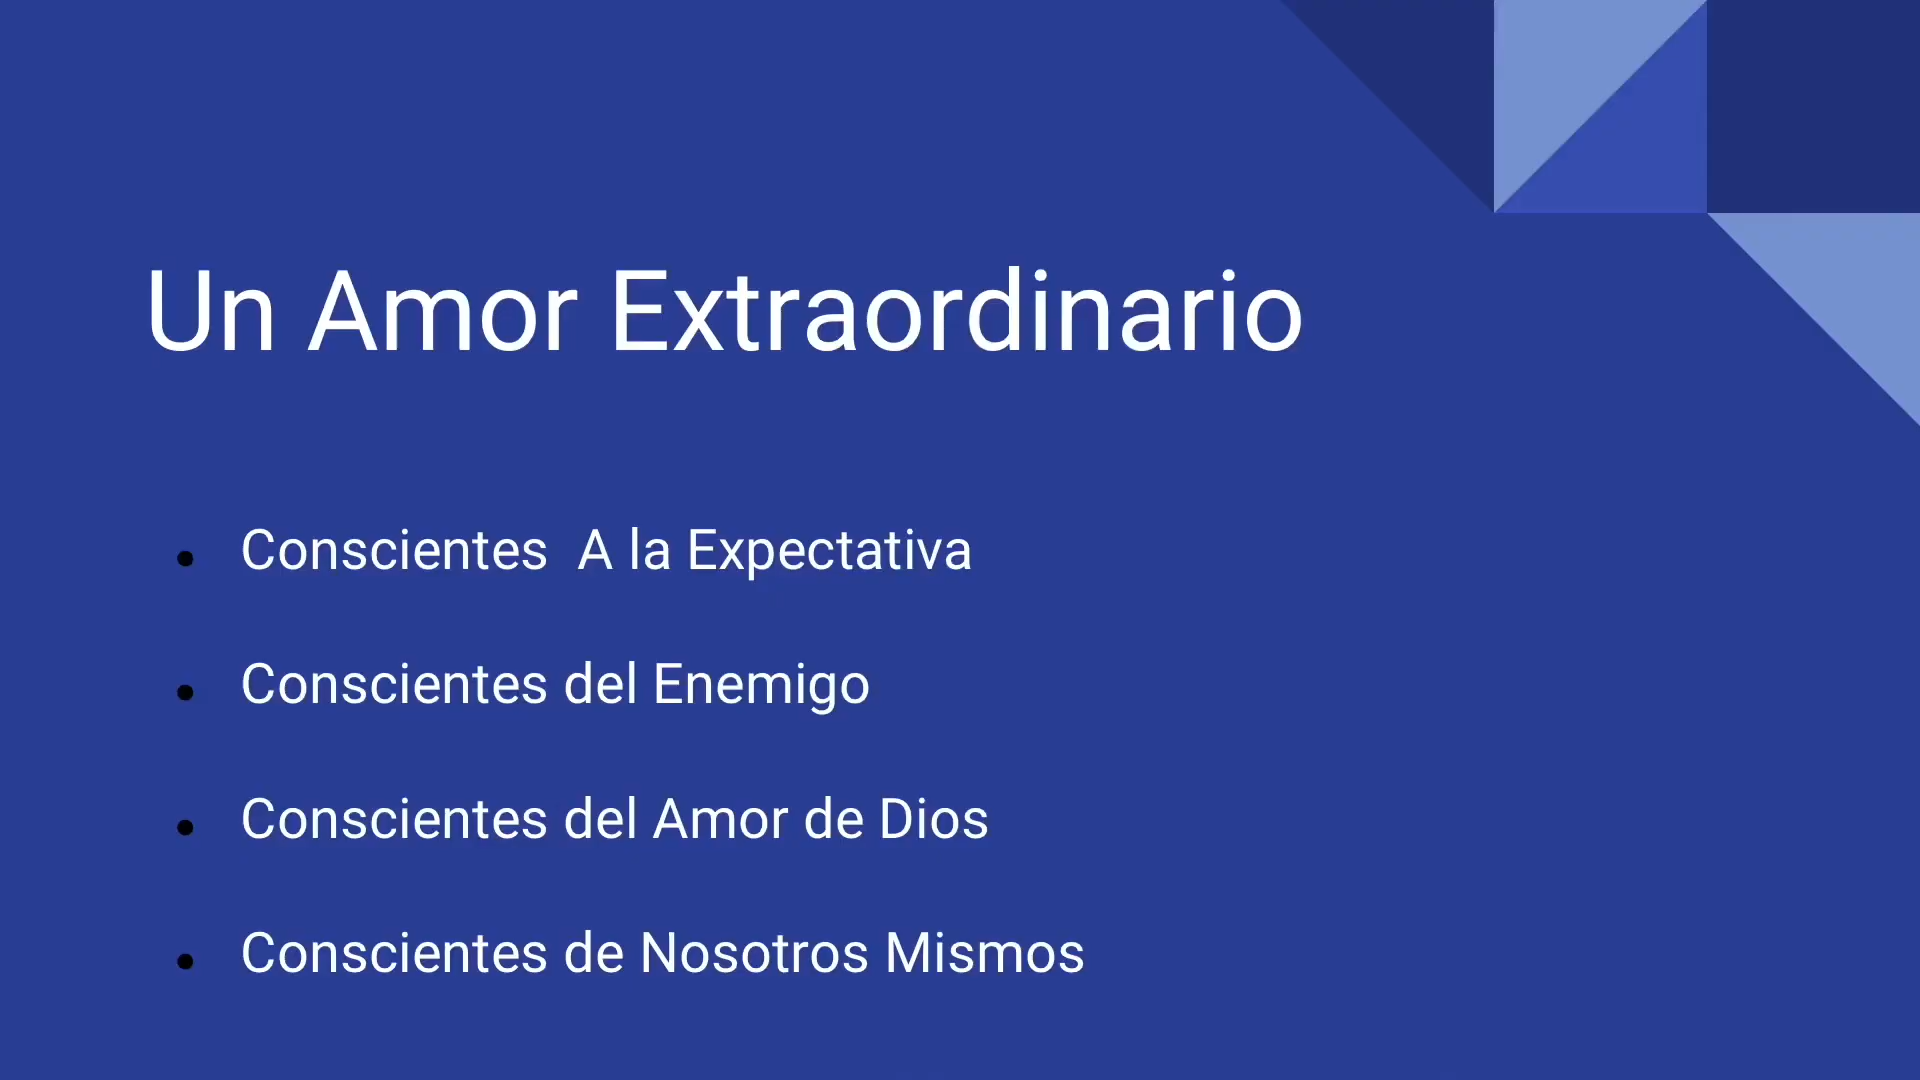 Un Amor Extraordinario
Conscientes  A la Expectativa
Conscientes del Enemigo
Conscientes del Amor de Dios
Conscientes de Nosotros Mismos